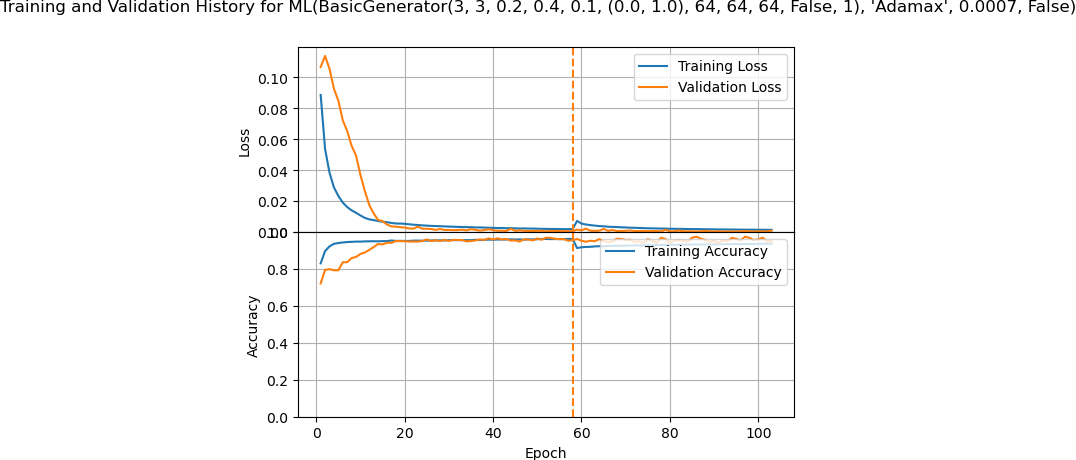 Training and Validation History for ML(BasicGenerator(3, 3, 0.2, 0.4, 0.1, (0.0, 1.0), 64, 64, 64, False, 1), 'Adamax', 0.0007, False)
Training Loss
Validation Loss
Loss
0.10
0.08
0.06
0.04
0.02
0.00
1.0
Training Accuracy
Validation Accuracy
Accuracy
0.8
0.6
0.4
0.2
0.0
0 20 40 60 80 100
Epoch